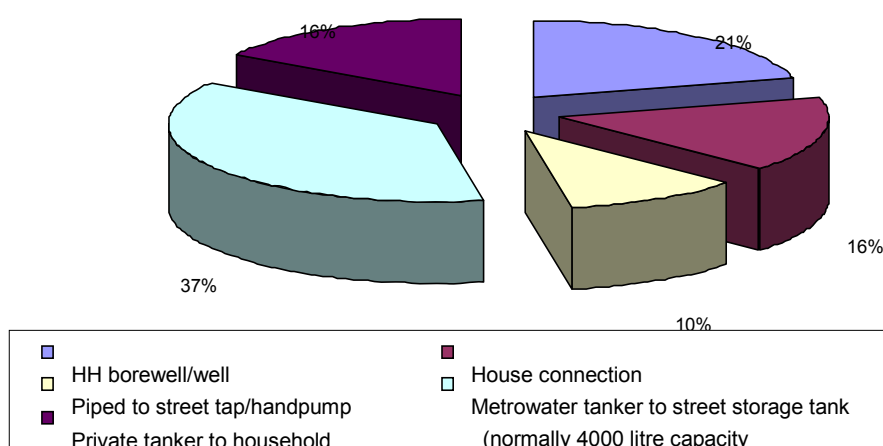 16%
21%
16%
37%
10%
HH borewell/well
House connection
Piped to street tap/handpump
Metrowater tanker to street storage tank
Private tanker to household
(normally 4000 litre capacity